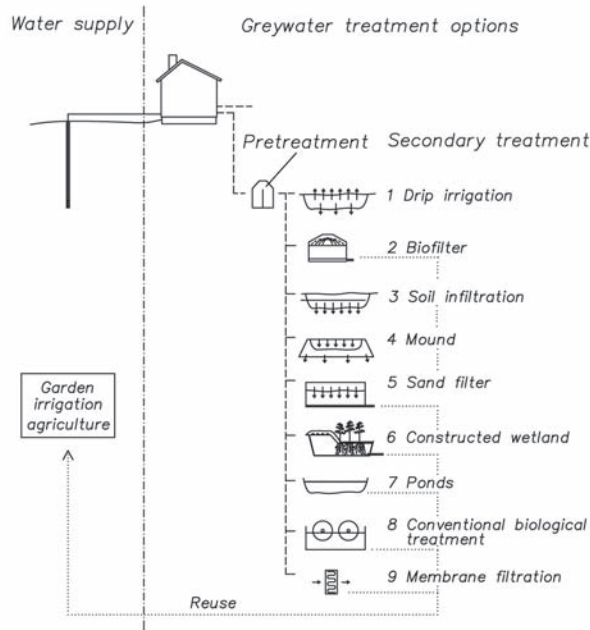 Water supply
Greywater treatment options
Pretreatment
Secondary treatment
1 Drip irrigation
2 Biofilter
3 Soil infiltration
4 Mound
5 Sand filter
6 Constructed wetland
7 Ponds
8 Conventional biological
treatment
9 Membrane filtration
Garden
irrigation
agriculture
Reuse